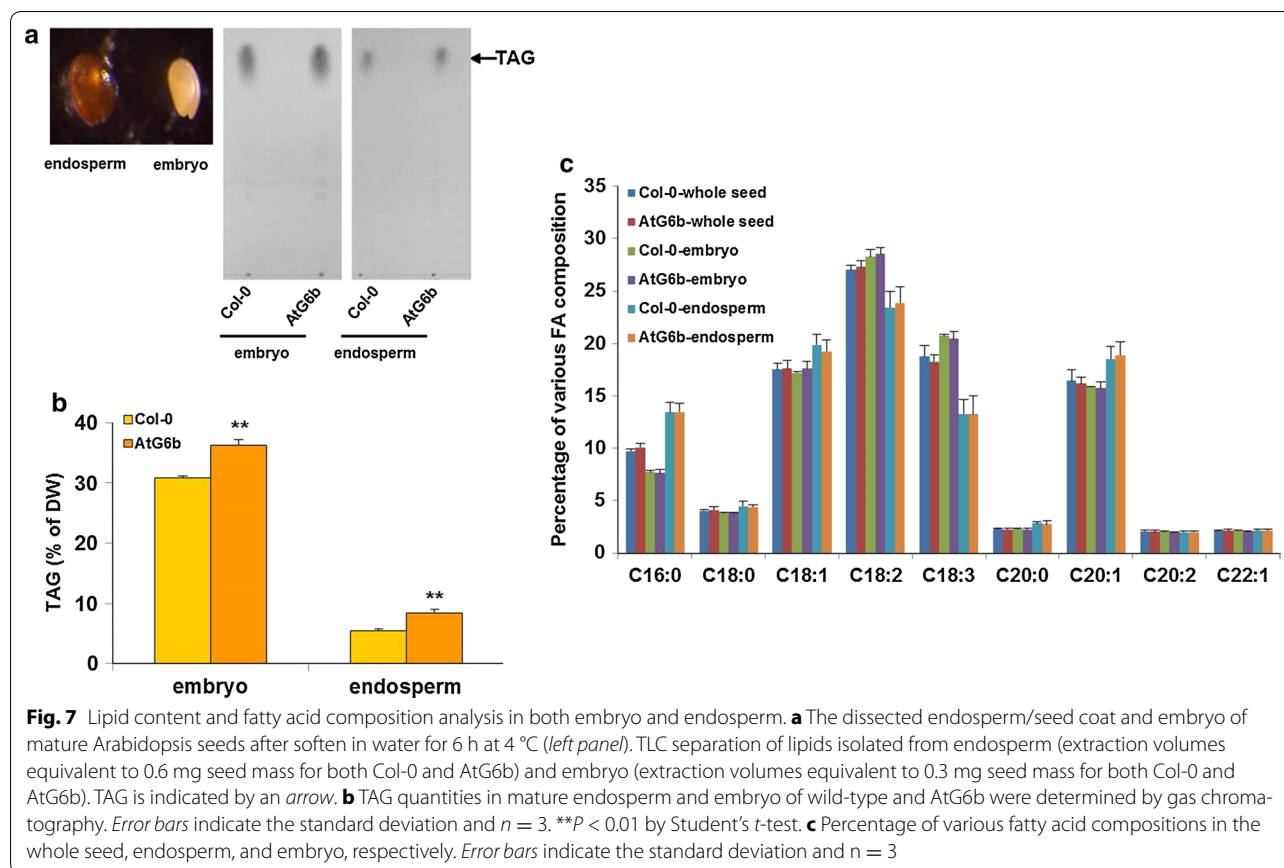 a
endosperm embryo
TAG
Col-0 AtG6b Col-0 AtG6b
embryo endosperm
b
TAG (% of DW)
40
30
20
10
0
Col-0
AtG6b
** **
embryo endosperm
c
Percentage of various FA composition
35
30
25
20
15
10
5
0
Col-0-whole seed
AtG6b-whole seed
Col-0-embryo
AtG6b-embryo
Col-0-endosperm
AtG6b-endosperm
C16:0 C18:0 C18:1 C18:2 C18:3 C20:0 C20:1 C20:2 C22:1
Fig. 7 Lipid content and fatty acid composition analysis in both embryo and endosperm. a The dissected endosperm/seed coat and embryo of
mature Arabidopsis seeds after soften in water for 6 h at 4 °C (left panel). TLC separation of lipids isolated from endosperm (extraction volumes
equivalent to 0.6 mg seed mass for both Col-0 and AtG6b) and embryo (extraction volumes equivalent to 0.3 mg seed mass for both Col-0 and
AtG6b). TAG is indicated by an arrow. b TAG quantities in mature endosperm and embryo of wild-type and AtG6b were determined by gas chroma-
tography. Error bars indicate the standard deviation and n = 3. **P < 0.01 by Student's t-test. c Percentage of various fatty acid compositions in the
whole seed, endosperm, and embryo, respectively. Error bars indicate the standard deviation and n = 3